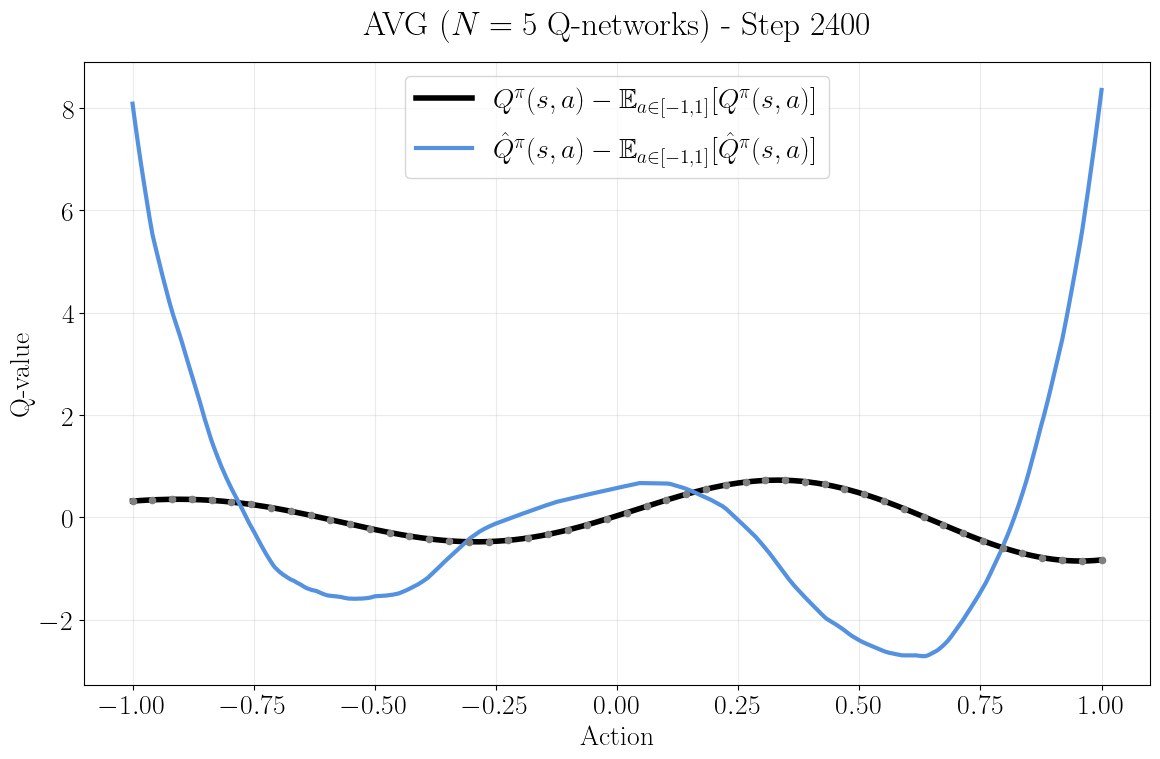 AVG (N = 5 Q-networks) - Step 2400
Q^π(s, a) − 𝔼_{a∈[−1,1]}[Q^π(s, a)]
Q̂^π(s, a) − 𝔼_{a∈[−1,1]}[Q̂^π(s, a)]
Q-value
8
6
4
2
0
−2
−1.00 −0.75 −0.50 −0.25 0.00 0.25 0.50 0.75 1.00
Action